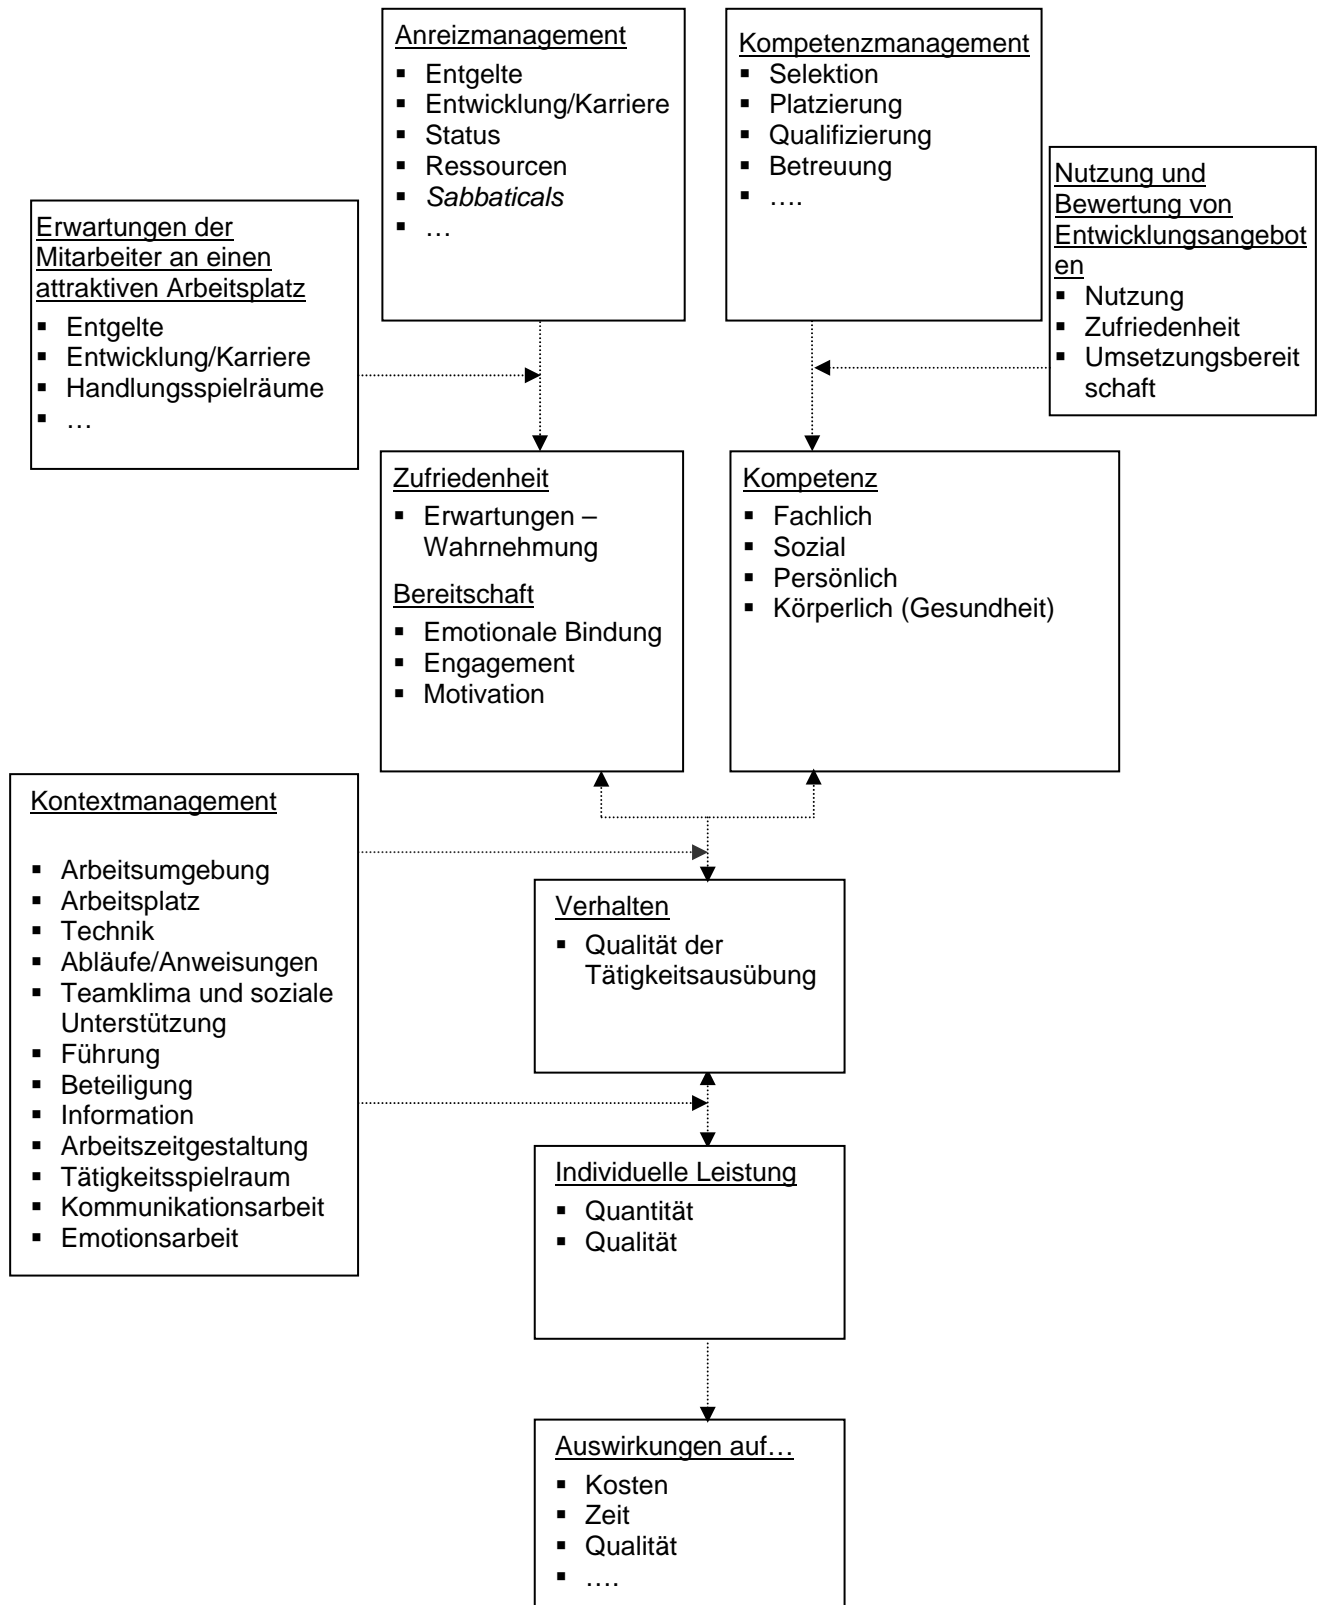 Anreizmanagement
▪ Entgelte
▪ Entwicklung/Karriere
▪ Status
▪ Ressourcen
▪ Sabbaticals
▪ …
Kompetenzmanagement
▪ Selektion
▪ Platzierung
▪ Qualifizierung
▪ Betreuung
▪ ….
Nutzung und
Bewertung von
Entwicklungsangebot
en
▪ Nutzung
▪ Zufriedenheit
▪ Umsetzungsbereit
schaft
Erwartungen der
Mitarbeiter an einen
attraktiven Arbeitsplatz
▪ Entgelte
▪ Entwicklung/Karriere
▪ Handlungsspielräume
▪ …
Zufriedenheit
▪ Erwartungen –
Wahrnehmung
Bereitschaft
▪ Emotionale Bindung
▪ Engagement
▪ Motivation
Kompetenz
▪ Fachlich
▪ Sozial
▪ Persönlich
▪ Körperlich (Gesundheit)
Kontextmanagement
▪ Arbeitsumgebung
▪ Arbeitsplatz
▪ Technik
▪ Abläufe/Anweisungen
▪ Teamklima und soziale
Unterstützung
▪ Führung
▪ Beteiligung
▪ Information
▪ Arbeitszeitgestaltung
▪ Tätigkeitsspielraum
▪ Kommunikationsarbeit
▪ Emotionsarbeit
Verhalten
▪ Qualität der
Tätigkeitsausübung
Individuelle Leistung
▪ Quantität
▪ Qualität
Auswirkungen auf…
▪ Kosten
▪ Zeit
▪ Qualität
▪ ….